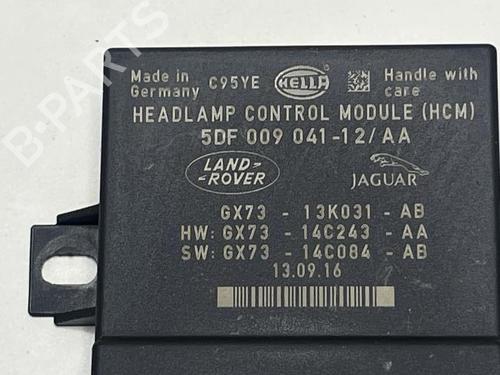 Made in Germany C95YE HELLA Handle with care
HEADLAMP CONTROL MODULE (HCM)
5DF 009 041-12/AA
LAND-ROVER JAGUAR
GX73 - 13K031 - AB
HW: GX73 - 14C243 - AA
SW: GX73 - 14C084 - AB
13.09.16
B-PARTS